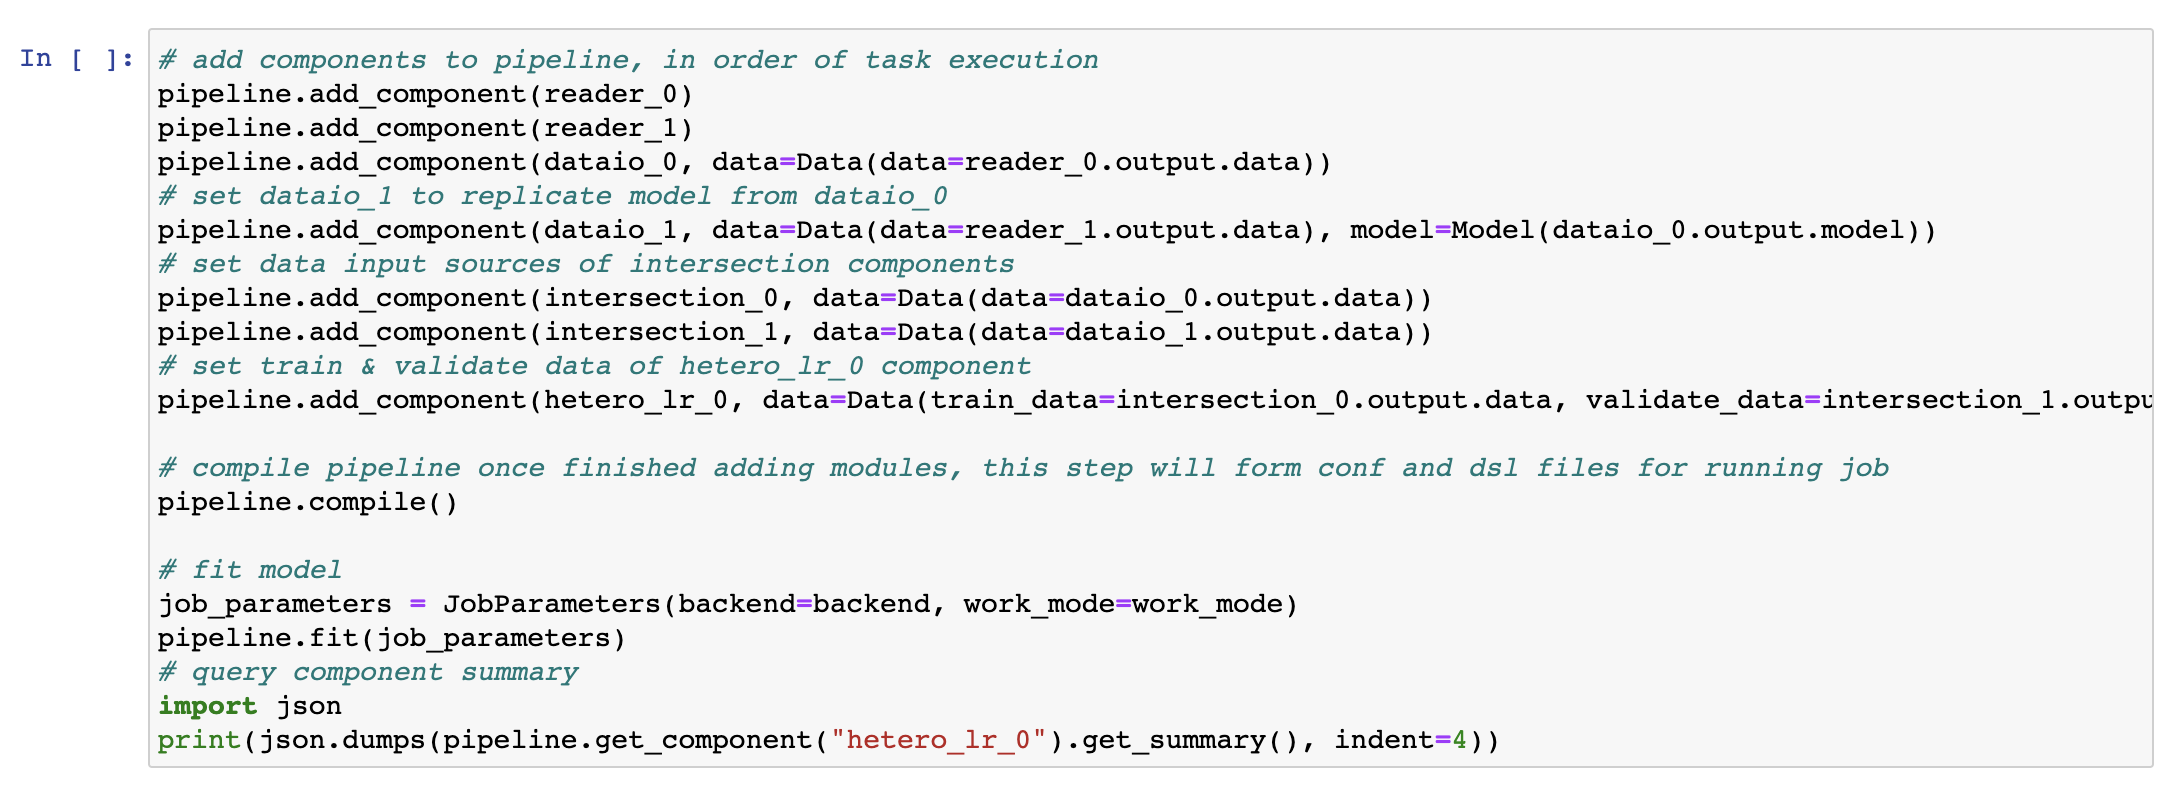 In [ ]:
# add components to pipeline, in order of task execution
pipeline.add_component(reader_0)
pipeline.add_component(reader_1)
pipeline.add_component(dataio_0, data=Data(data=reader_0.output.data))
# set dataio_1 to replicate model from dataio_0
pipeline.add_component(dataio_1, data=Data(data=reader_1.output.data), model=Model(dataio_0.output.model))
# set data input sources of intersection components
pipeline.add_component(intersection_0, data=Data(data=dataio_0.output.data))
pipeline.add_component(intersection_1, data=Data(data=dataio_1.output.data))
# set train & validate data of hetero_lr_0 component
pipeline.add_component(hetero_lr_0, data=Data(train_data=intersection_0.output.data, validate_data=intersection_1.outpu

# compile pipeline once finished adding modules, this step will form conf and dsl files for running job
pipeline.compile()

# fit model
job_parameters = JobParameters(backend=backend, work_mode=work_mode)
pipeline.fit(job_parameters)
# query component summary
import json
print(json.dumps(pipeline.get_component("hetero_lr_0").get_summary(), indent=4))